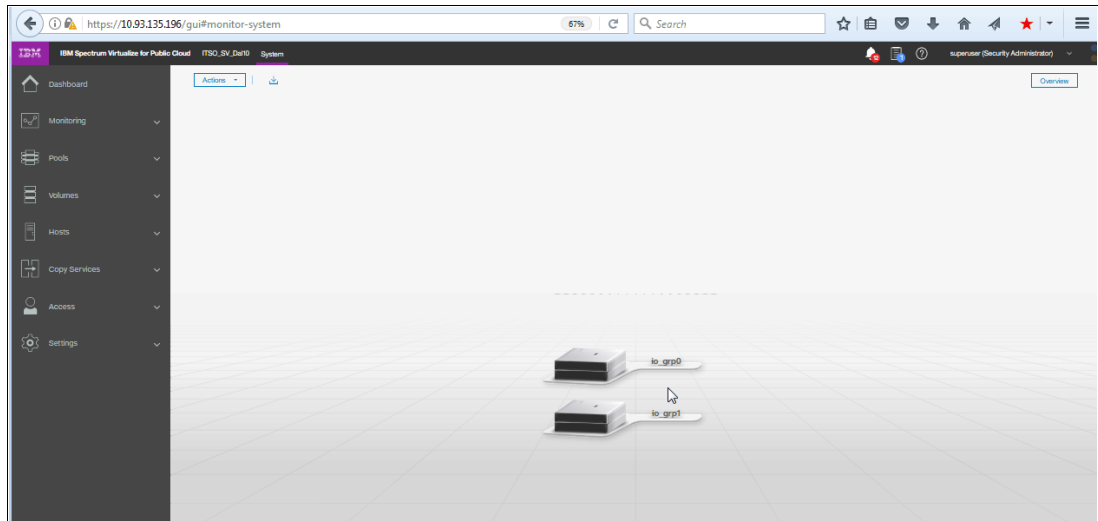 https://10.93.135.196/gui#monitor-system 67% Search
IBM IBM Spectrum Virtualize for Public Cloud ITSO_SV_Dal10 System superuser (Security Administrator)
Dashboard Actions Overview
Monitoring
Pools
Volumes
Hosts
Copy Services
Access
Settings
io_grp0
io_grp1